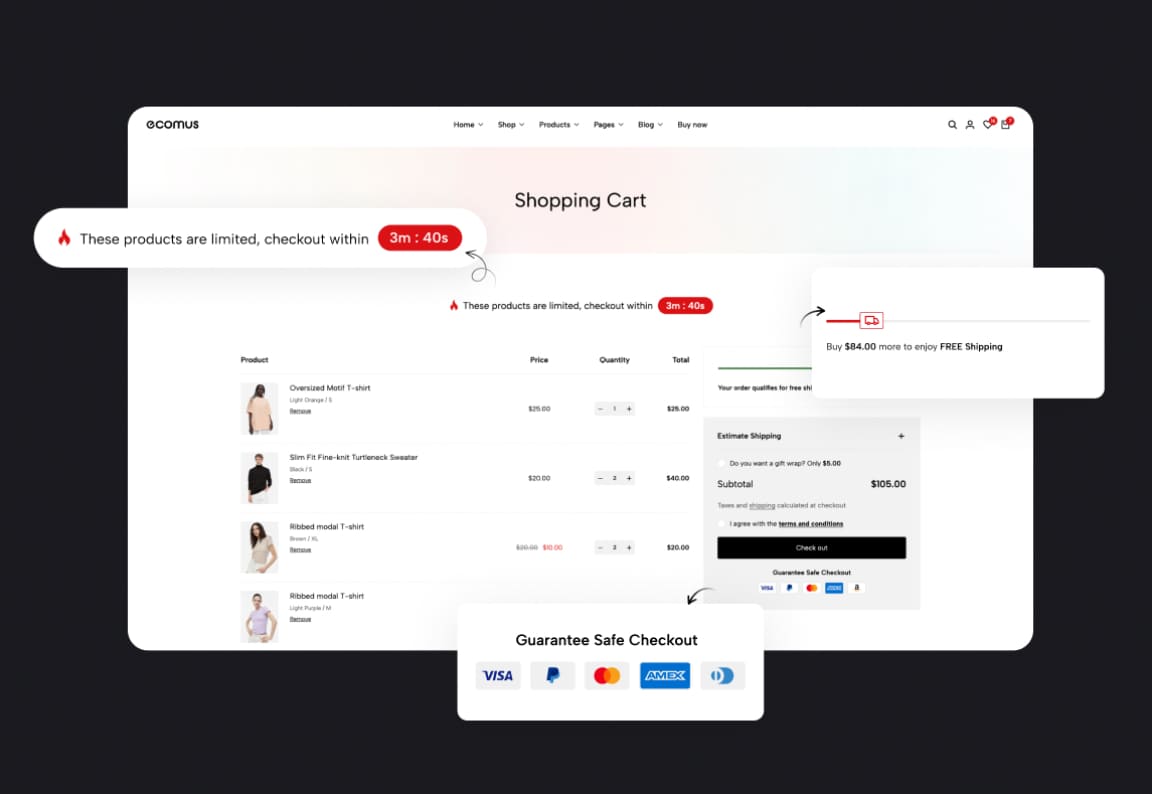 ecomus
Home Shop Products Pages Blog Buy now
Shopping Cart
These products are limited, checkout within 3m : 40s
These products are limited, checkout within 3m : 40s
Buy $84.00 more to enjoy FREE Shipping
Product Price Quantity Total
Your order qualifies for free shi
Oversized Motif T-shirt
Light Orange / S
Remove
$25.00 − 1 + $25.00
Estimate Shipping +
Do you want a gift wrap? Only $5.00
Subtotal $105.00
Taxes and shipping calculated at checkout
I agree with the terms and conditions
Check out
Guarantee Safe Checkout
VISA AMEX
Slim Fit Fine-knit Turtleneck Sweater
Black / S
Remove
$20.00 − 2 + $40.00
Ribbed modal T-shirt
Brown / XL
Remove
$20.00 $10.00 − 2 + $20.00
Ribbed modal T-shirt
Light Purple / M
Remove
Guarantee Safe Checkout
VISA AMEX